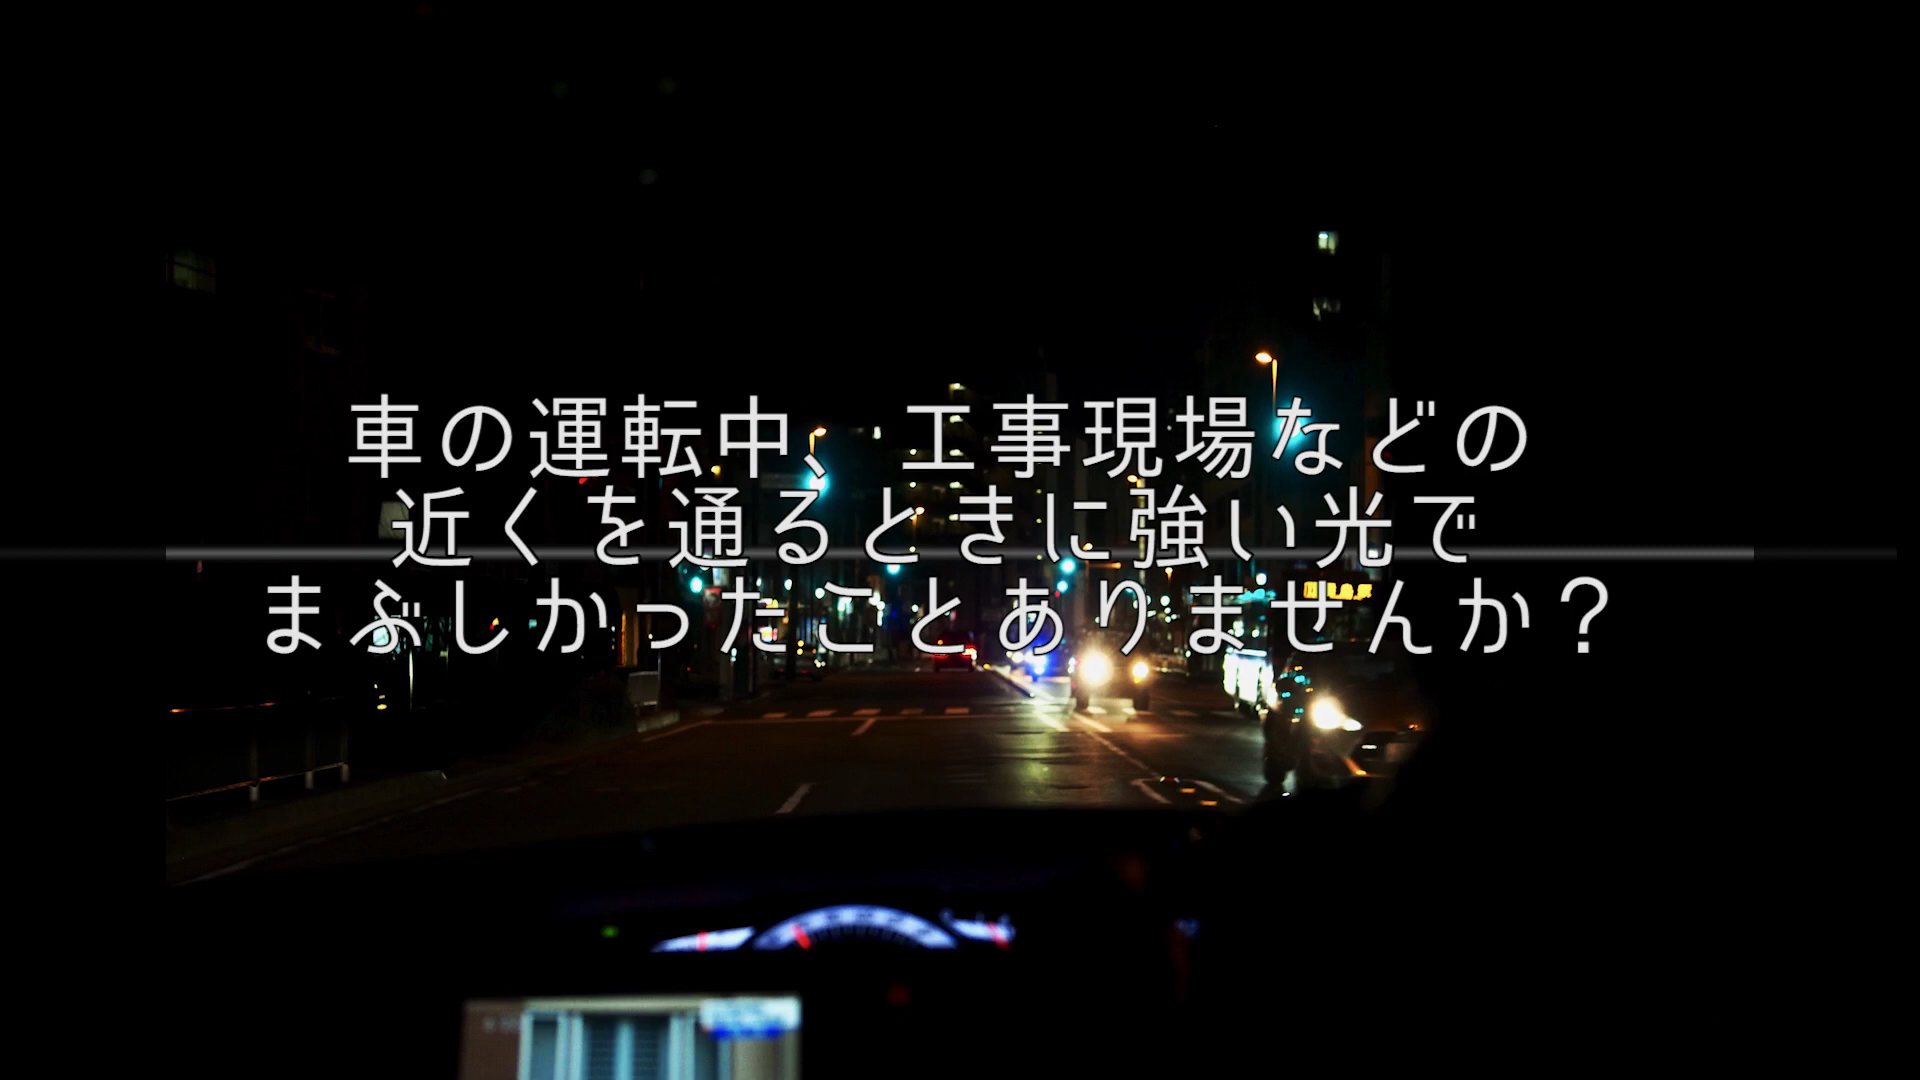 車の運転中、工事現場などの
近くを通るときに強い光で
まぶしかったことありませんか？